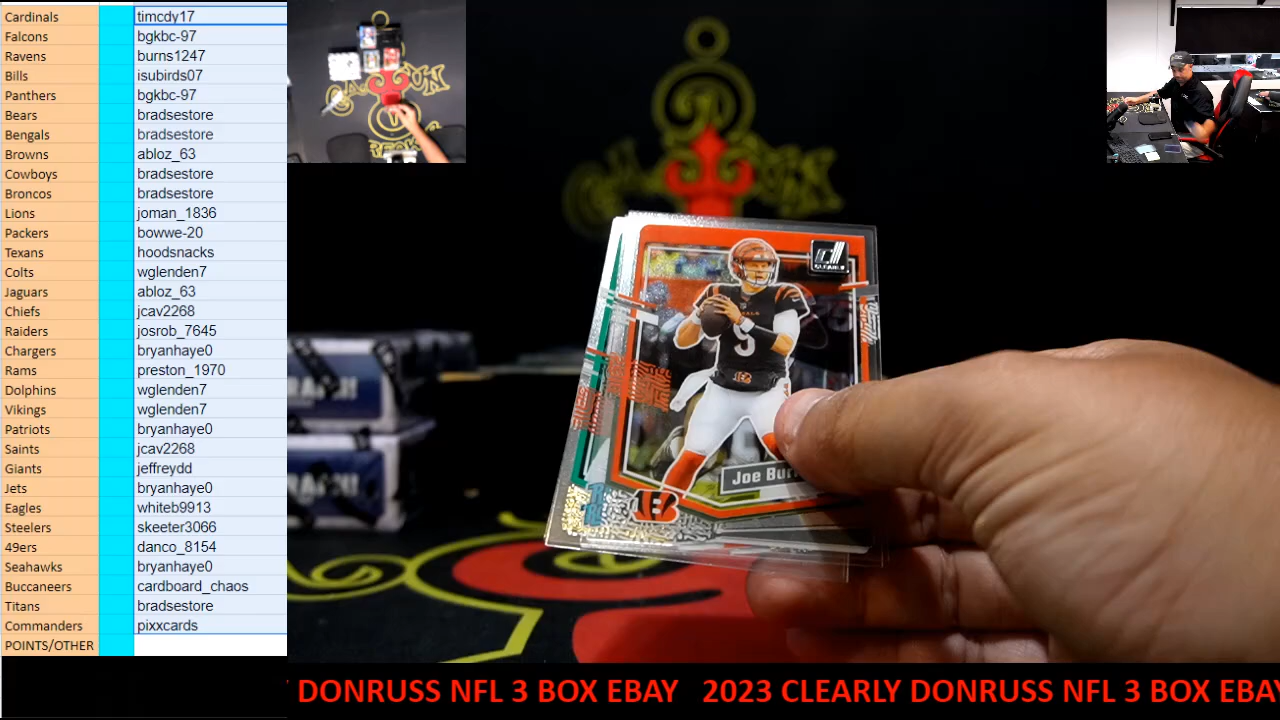 Cardinals timcdy17
Falcons bgkbc-97
Ravens burns1247
Bills isubirds07
Panthers bgkbc-97
Bears bradsestore
Bengals bradsestore
Browns abloz_63
Cowboys bradsestore
Broncos bradsestore
Lions joman_1836
Packers bowwe-20
Texans hoodsnacks
Colts wglenden7
Jaguars abloz_63
Chiefs jcav2268
Raiders josrob_7645
Chargers bryanhaye0
Rams preston_1970
Dolphins wglenden7
Vikings wglenden7
Patriots bryanhaye0
Saints jcav2268
Giants jeffreydd
Jets bryanhaye0
Eagles whiteb9913
Steelers skeeter3066
49ers danco_8154
Seahawks bryanhaye0
Buccaneers cardboard_chaos
Titans bradsestore
Commanders pixxcards
POINTS/OTHER
5
Joe Bur
DONRUSS NFL 3 BOX EBAY 2023 CLEARLY DONRUSS NFL 3 BOX EBAY